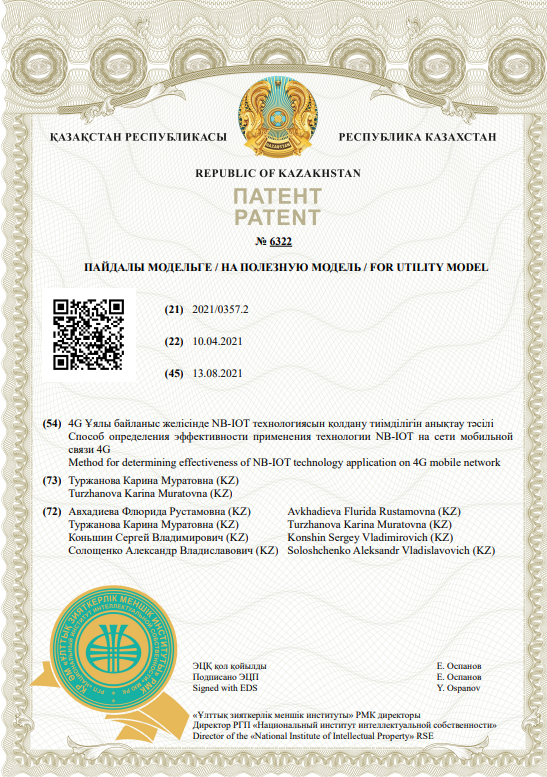 ҚАЗАҚСТАН РЕСПУБЛИКАСЫ РЕСПУБЛИКА КАЗАХСТАН
ҚАЗАҚСТАН
REPUBLIC OF KAZAKHSTAN
ПАТЕНТ
PATENT
№ 6322
ПАЙДАЛЫ МОДЕЛЬГЕ / НА ПОЛЕЗНУЮ МОДЕЛЬ / FOR UTILITY MODEL
(21) 2021/0357.2
(22) 10.04.2021
(45) 13.08.2021
(54) 4G Ұялы байланыс желісінде NB-IOT технологиясын қолдану тиімділігін анықтау тәсілі
Способ определения эффективности применения технологии NB-IOT на сети мобильной
связи 4G
Method for determining effectiveness of NB-IOT technology application on 4G mobile network
(73) Туржанова Карина Муратовна (KZ)
Turzhanova Karina Muratovna (KZ)
(72) Авхадиева Флюрида Рустамовна (KZ) Avkhadieva Flurida Rustamovna (KZ)
Туржанова Карина Муратовна (KZ) Turzhanova Karina Muratovna (KZ)
Коньшин Сергей Владимирович (KZ) Konshin Sergey Vladimirovich (KZ)
Солощенко Александр Владиславович (KZ) Soloshchenko Aleksandr Vladislavovich (KZ)
ЭЦҚ қол қойылды Е. Оспанов
Подписано ЭЦП Е. Оспанов
Signed with EDS Y. Ospanov
«Ұлттық зияткерлік меншік институты» РМК директоры
Директор РГП «Национальный институт интеллектуальной собственности»
Director of the «National Institute of Intellectual Property» RSE
«ҰЛТТЫҚ ЗИЯТКЕРЛІК МЕНШІК ИНСТИТУТЫ» РМК